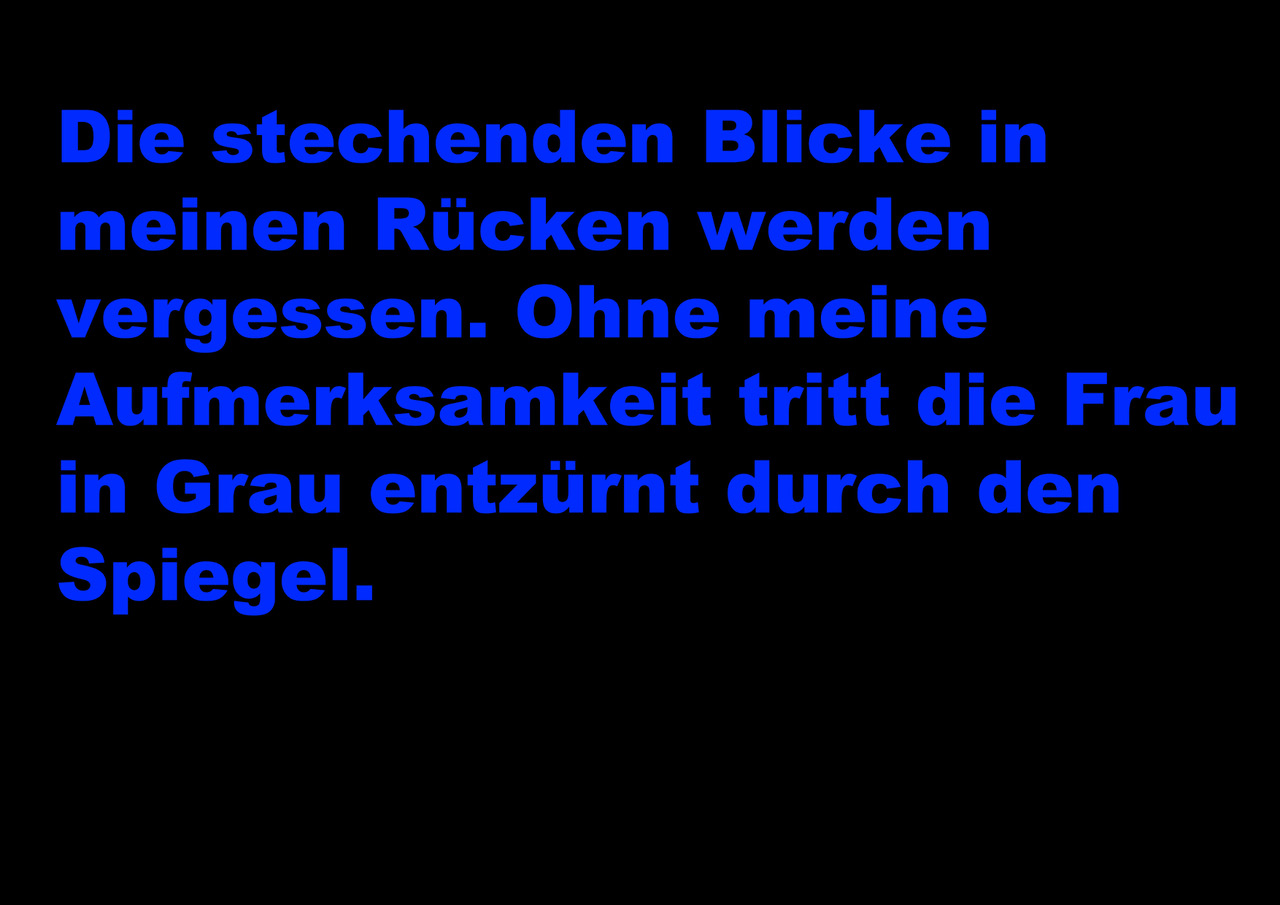 Die stechenden Blicke in
meinen Rücken werden
vergessen. Ohne meine
Aufmerksamkeit tritt die Frau
in Grau entzürnt durch den
Spiegel.